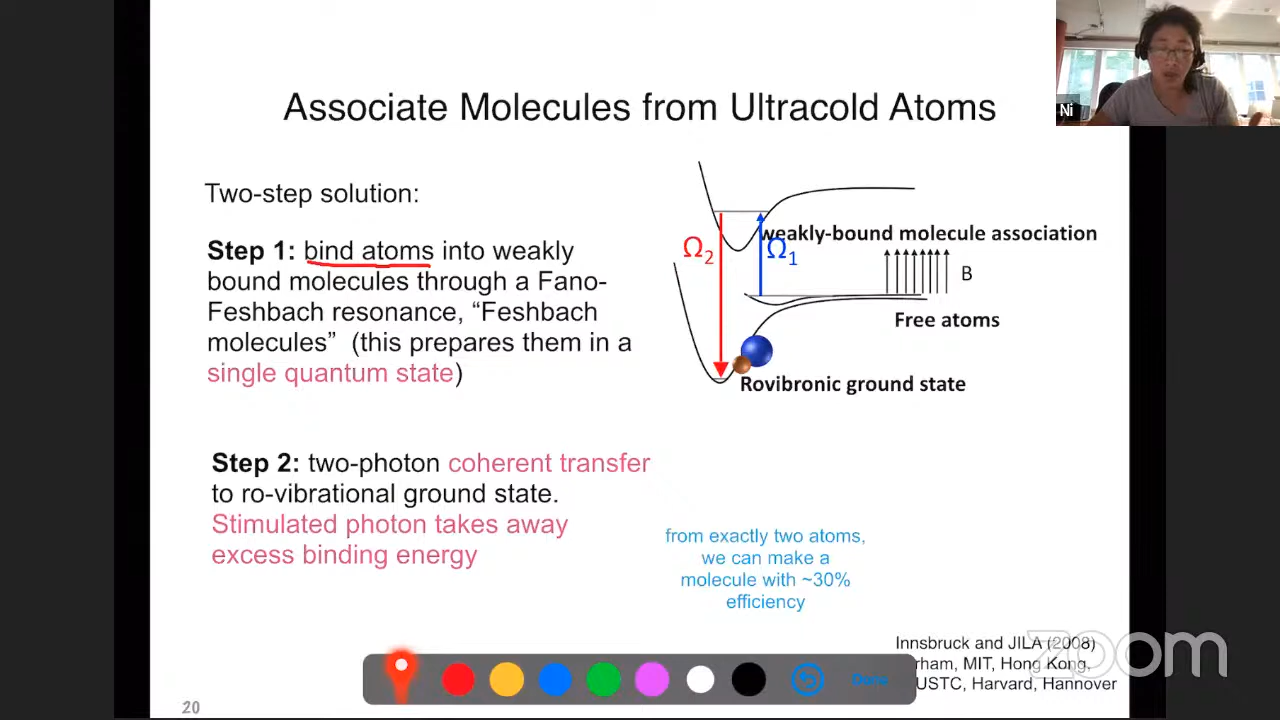 Ni
Associate Molecules from Ultracold Atoms
Two-step solution:
Step 1: bind atoms into weakly
bound molecules through a Fano-
Feshbach resonance, “Feshbach
molecules” (this prepares them in a
single quantum state)
Ω2
weakly-bound molecule association
Ω1
B
Free atoms
Rovibronic ground state
Step 2: two-photon coherent transfer
to ro-vibrational ground state.
Stimulated photon takes away
excess binding energy
from exactly two atoms,
we can make a
molecule with ~30%
efficiency
Innsbruck and JILA (2008)
MIT, Hong Kong,
USTC, Harvard, Hannover
zoom
Done
20